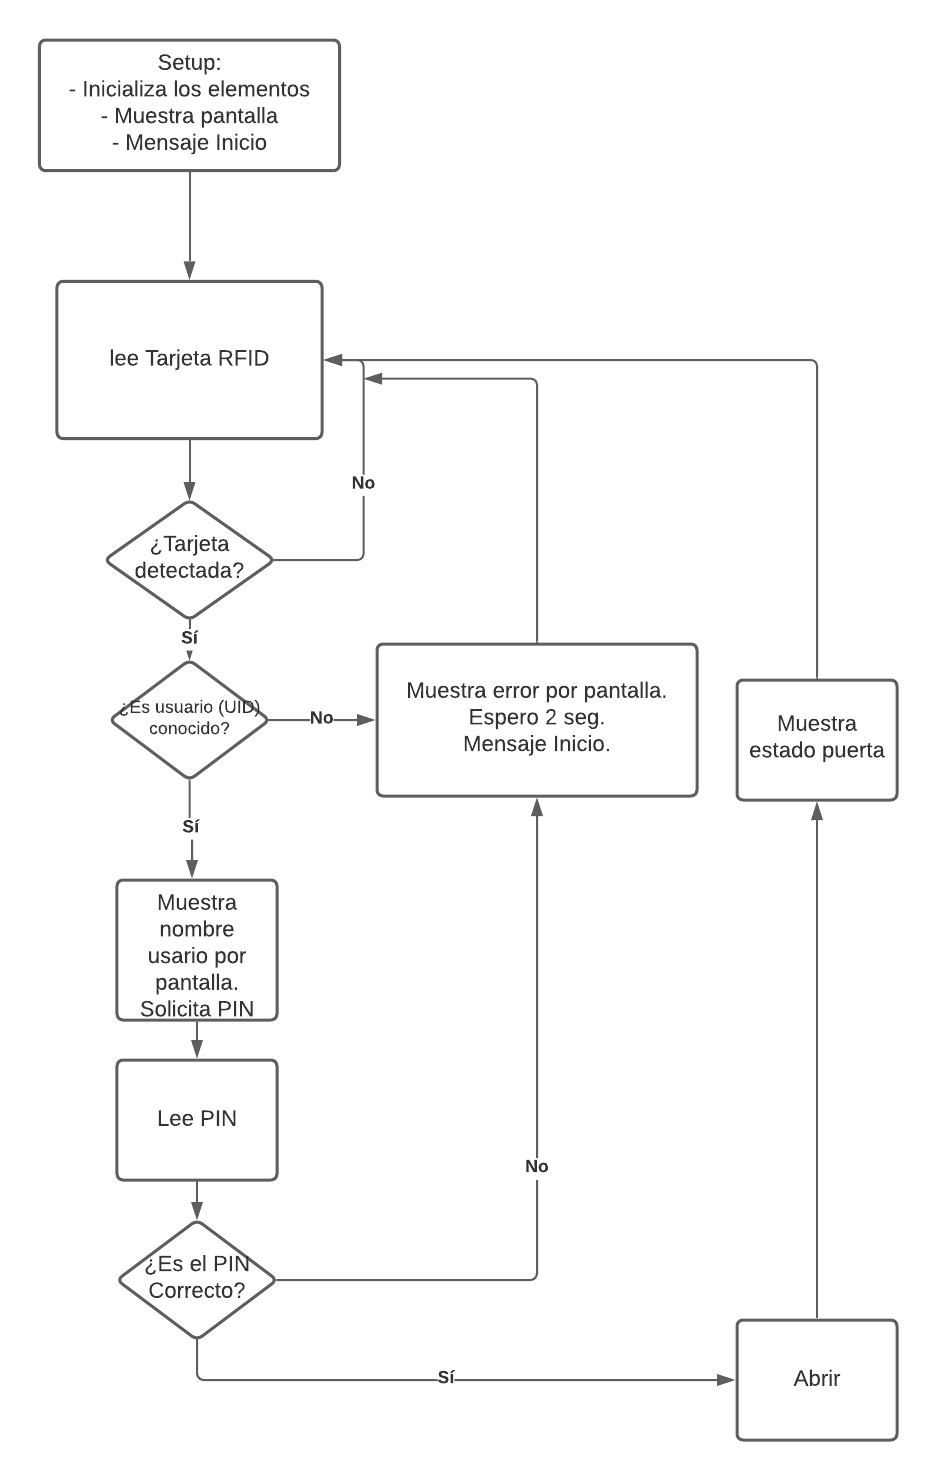 Setup:
- Inicializa los elementos
- Muestra pantalla
- Mensaje Inicio
lee Tarjeta RFID
No
¿Tarjeta
detectada?
Sí
¿Es usuario (UID)
conocido?
No
Muestra error por pantalla.
Espero 2 seg.
Mensaje Inicio.
Muestra
estado puerta
Sí
Muestra
nombre
usario por
pantalla.
Solicita PIN
Lee PIN
No
¿Es el PIN
Correcto?
Sí
Abrir